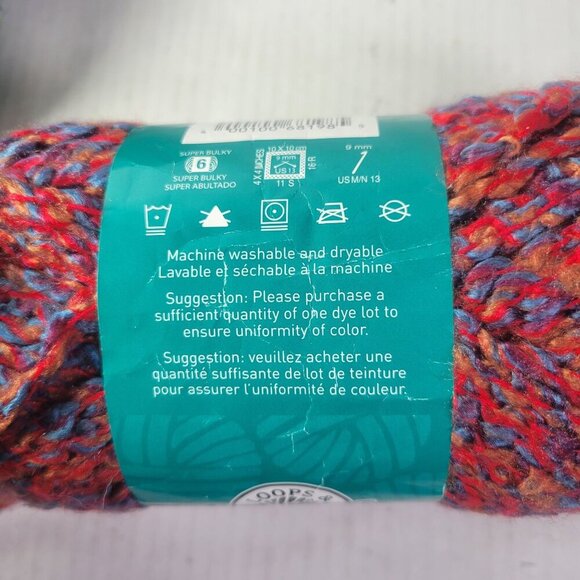 SUPER BULKY
6
SUPER BULKY
SUPER ABULTADO
4 X 4 INCHES
10 X 10 cm
9 mm
US 13
11 S
16 R
9 mm
US M/N 13
Machine washable and dryable
Lavable et séchable à la machine
Suggestion: Please purchase a
sufficient quantity of one dye lot to
ensure uniformity of color.
Suggestion: veuillez acheter une
quantité suffisante de lot de teinture
pour assurer l'uniformité de couleur.
LOOPS &